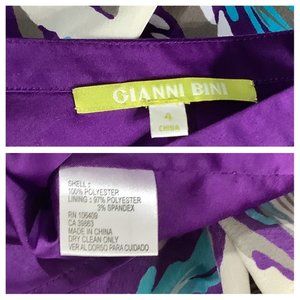 GIANNI BINI
4
CHINA
SHELL :
100% POLYESTER
LINING : 97% POLYESTER
3% SPANDEX
RN 106409
CA 39883
MADE IN CHINA
DRY CLEAN ONLY
VER AL DORSO PARA CUIDADO